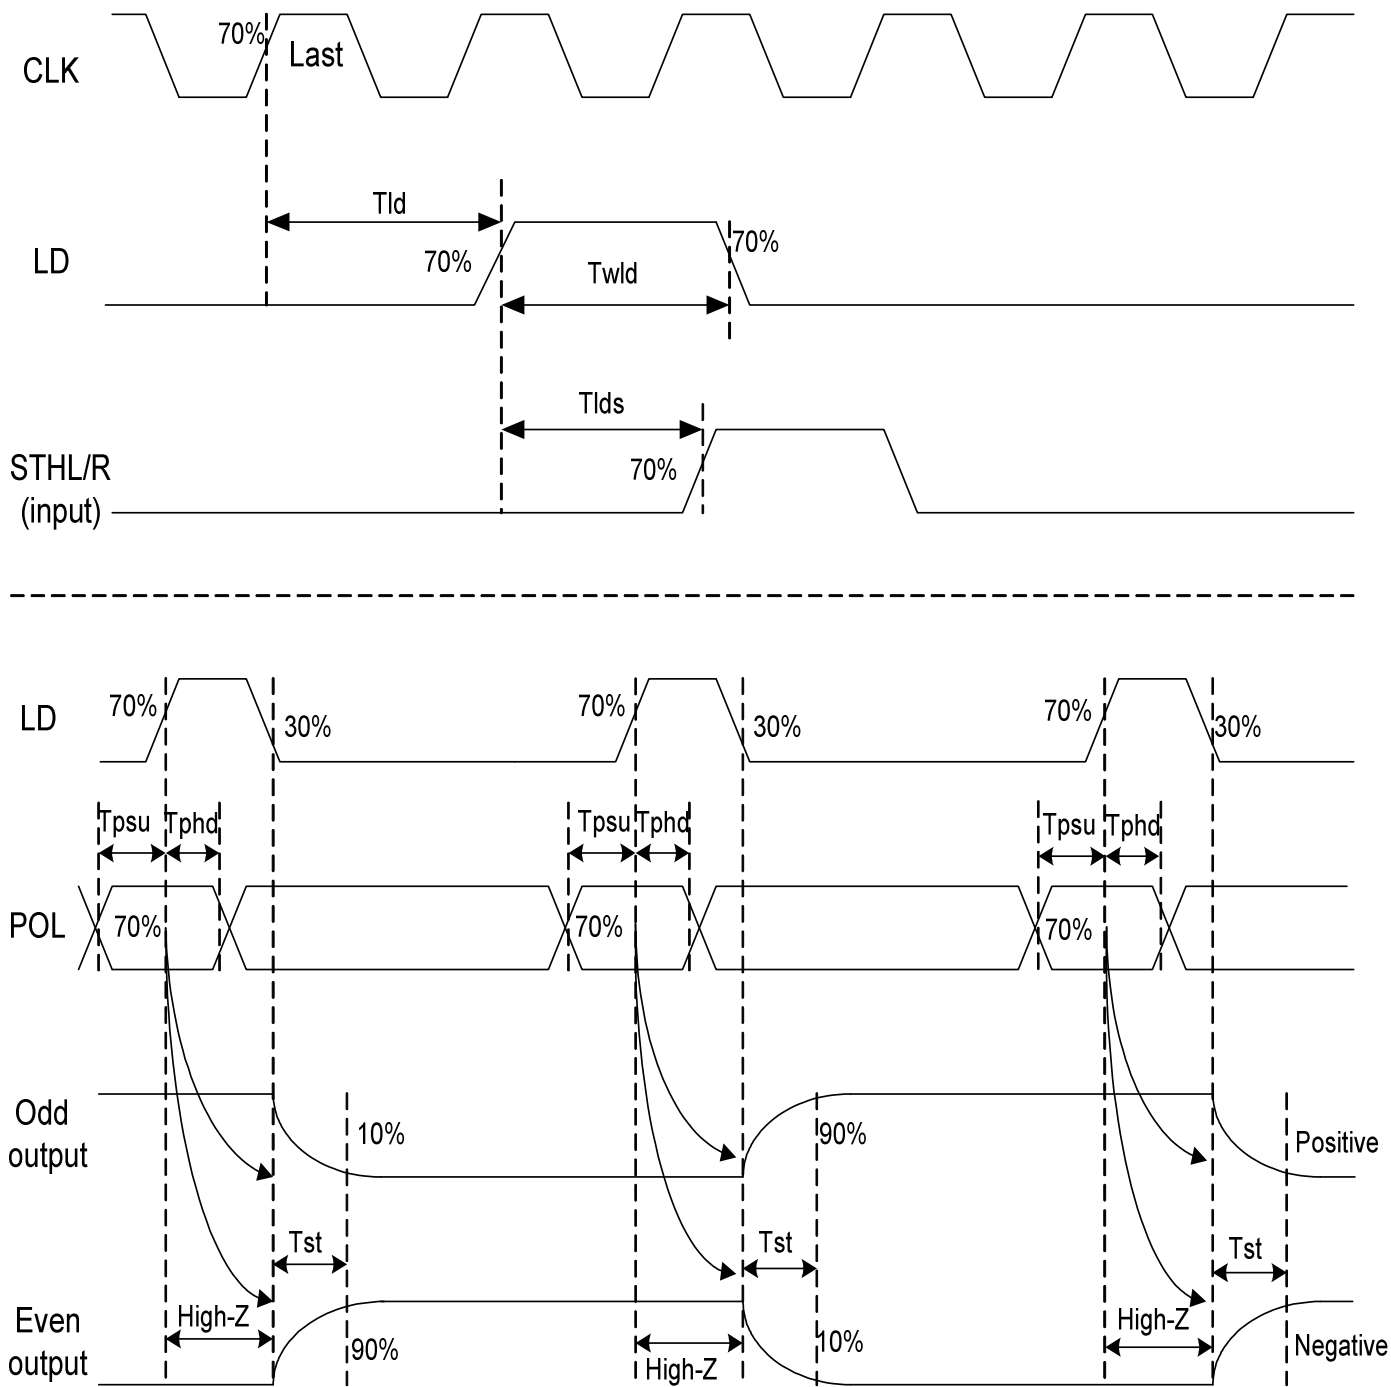 70%
Last
CLK
Tld
70%
70%
LD
Twld
Tlds
STHL/R
70%
(input)
70%
70%
70%
LD
30%
30%
30%
Tpsu
Tphd
Tpsu
Tphd
Tpsu
Tphd
POL
70%
70%
70%
Odd
output
10%
90%
Positive
Tst
Tst
Tst
High-Z
High-Z
High-Z
Even
output
90%
10%
Negative